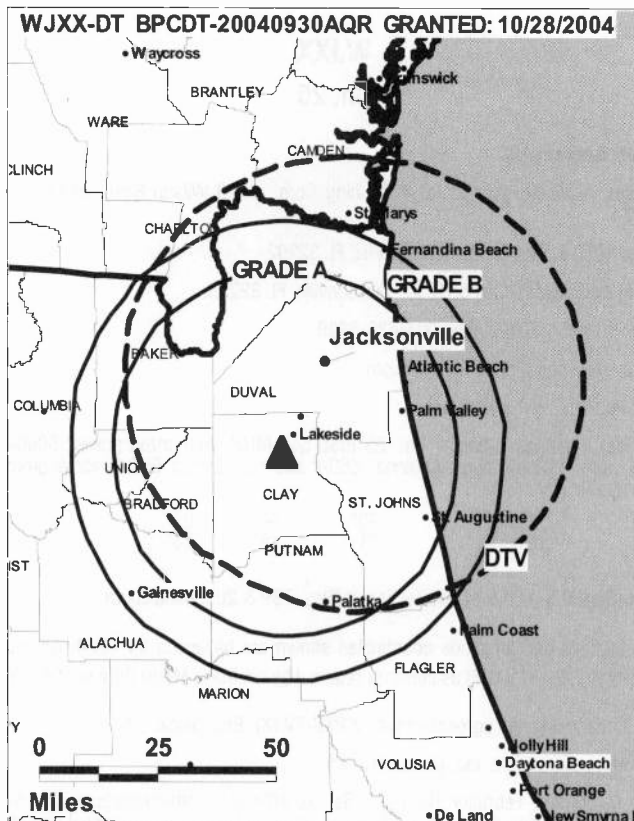 WJXX-DT BPCDT-20040930AQR GRANTED: 10/28/2004
Waycross
nswick
BRANTLEY
WARE
CAMDEN
CLINCH
St. Marys
CHARLTO
Fernandina Beach
GRADE A
GRADE B
Jacksonville
BAKER
Atlantic Beach
DUVAL
COLUMBIA
Palm Valley
Lakeside
UNION
CLAY
BRADFORD
ST. JOHNS
St. Augustine
PUTNAM
IST
DTV
Gainesville
Palatka
Palm Coast
ALACHUA
FLAGLER
MARION
Y
0 25 50
Holly Hill
VOLUSIA
Daytona Beach
Miles
Port Orange
De Land
New Smyrna